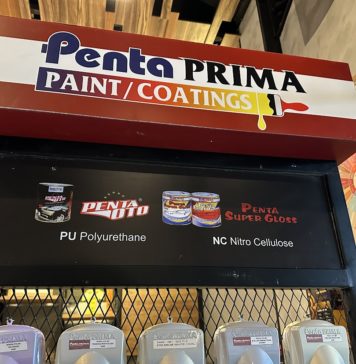 Penta PRIMA
PAINT/COATINGS
PENTA OTO
PENTA SUPER GLOSS
PU Polyurethane
NC Nitro Cellulose